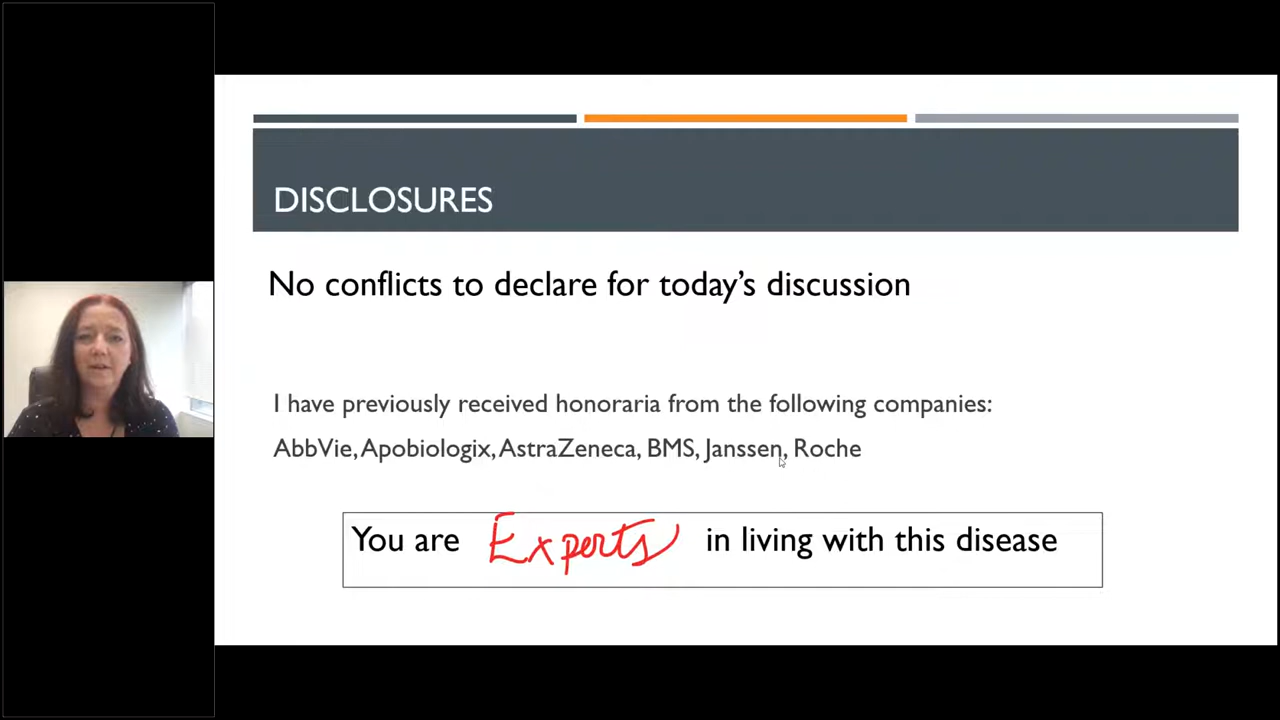 DISCLOSURES
No conflicts to declare for today's discussion
I have previously received honoraria from the following companies:
AbbVie, Apobiologix, AstraZeneca, BMS, Janssen, Roche
You are Experts in living with this disease